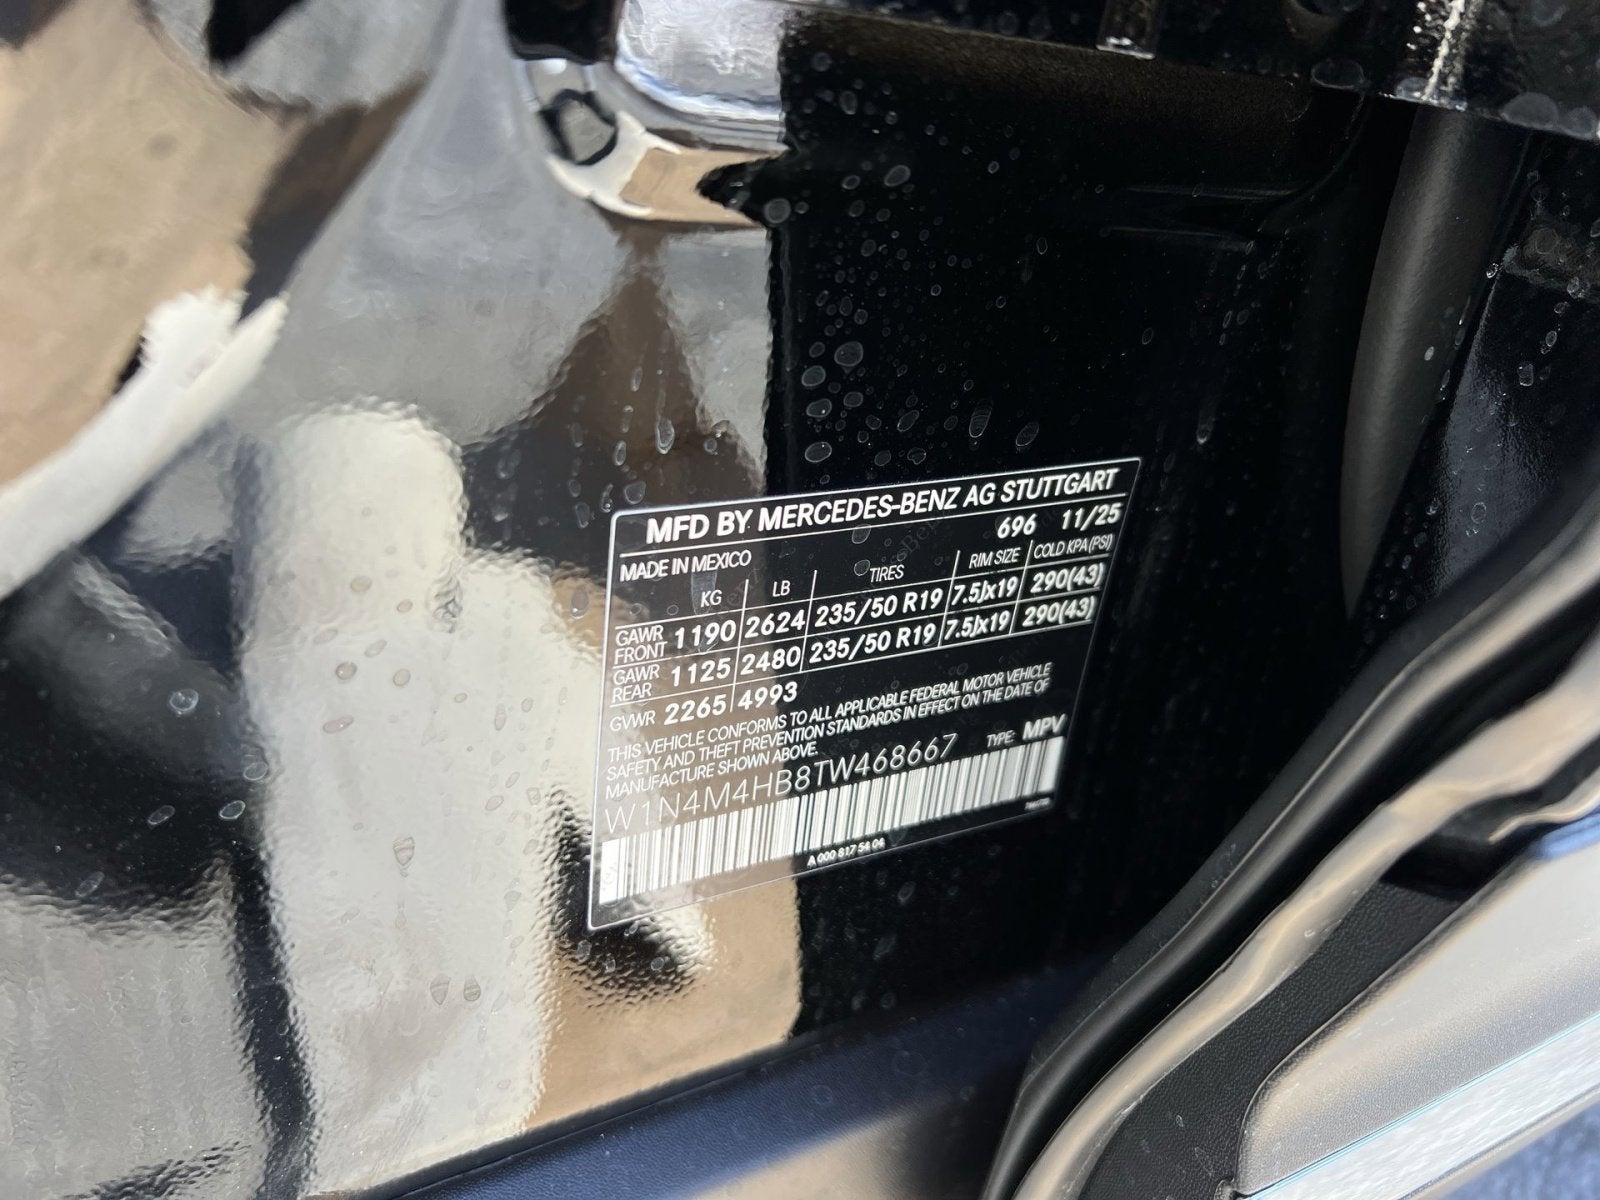 MFD BY MERCEDES-BENZ AG STUTTGART
MADE IN MEXICO 696 11/25
KG LB TIRES RIM SIZE COLD KPA(PSI)
GAWR FRONT 1190 2624 235/50 R19 7.5Jx19 290(43)
GAWR REAR 1125 2480 235/50 R19 7.5Jx19 290(43)
GVWR 2265 4993
THIS VEHICLE CONFORMS TO ALL APPLICABLE FEDERAL MOTOR VEHICLE
SAFETY AND THEFT PREVENTION STANDARDS IN EFFECT ON THE DATE OF
MANUFACTURE SHOWN ABOVE.
W1N4M4HB8TW468667 TYPE: MPV
A 000 817 54 04